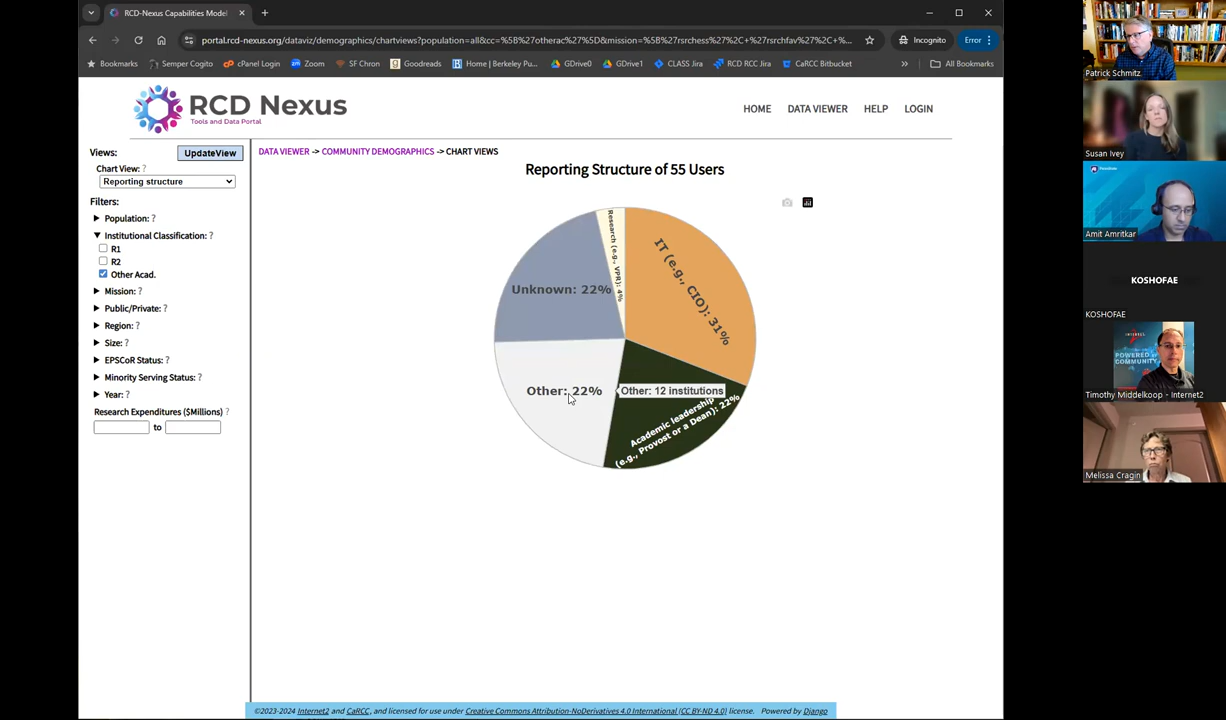 RCD-Nexus Capabilities Model
portal.rcd-nexus.org/dataviz/demographics/chartviews?population=all&cc=%5B%27otherac%27%5D&mission=%5B%27rsrchess%27%2C+%27rsrchfav%27%2C+%...
Incognito
Error
Bookmarks
Semper Cogito
cPanel Login
Zoom
SF Chron
Goodreads
Home | Berkeley Pu...
GDrive0
GDrive1
CLASS Jira
RCD RCC Jira
CaRCC Bitbucket
All Bookmarks
RCD Nexus
Tools and Data Portal
HOME
DATA VIEWER
HELP
LOGIN
Views:
UpdateView
Chart View: ?
Reporting structure
Filters:
Population: ?
Institutional Classification: ?
R1
R2
Other Acad.
Mission: ?
Public/Private: ?
Region: ?
Size: ?
EPSCoR Status: ?
Minority Serving Status: ?
Year: ?
Research Expenditures ($Millions) ?
to
DATA VIEWER -> COMMUNITY DEMOGRAPHICS -> CHART VIEWS
Reporting Structure of 55 Users
Research (e.g., VPR): 4%
IT (e.g., CIO): 31%
Unknown: 22%
Other: 22%
Other: 12 institutions
Academic leadership
(e.g., Provost or a Dean): 22%
©2023-2024 Internet2 and CaRCC, and licensed for use under Creative Commons Attribution-NoDerivatives 4.0 International (CC BY-ND 4.0) license. Powered by Django
Patrick Schmitz
Susan Ivey
Amit Amritkar
KOSHOFAE
KOSHOFAE
POWERED by
COMMUNITY
Timothy Middelkoop - Internet2
Melissa Cragin